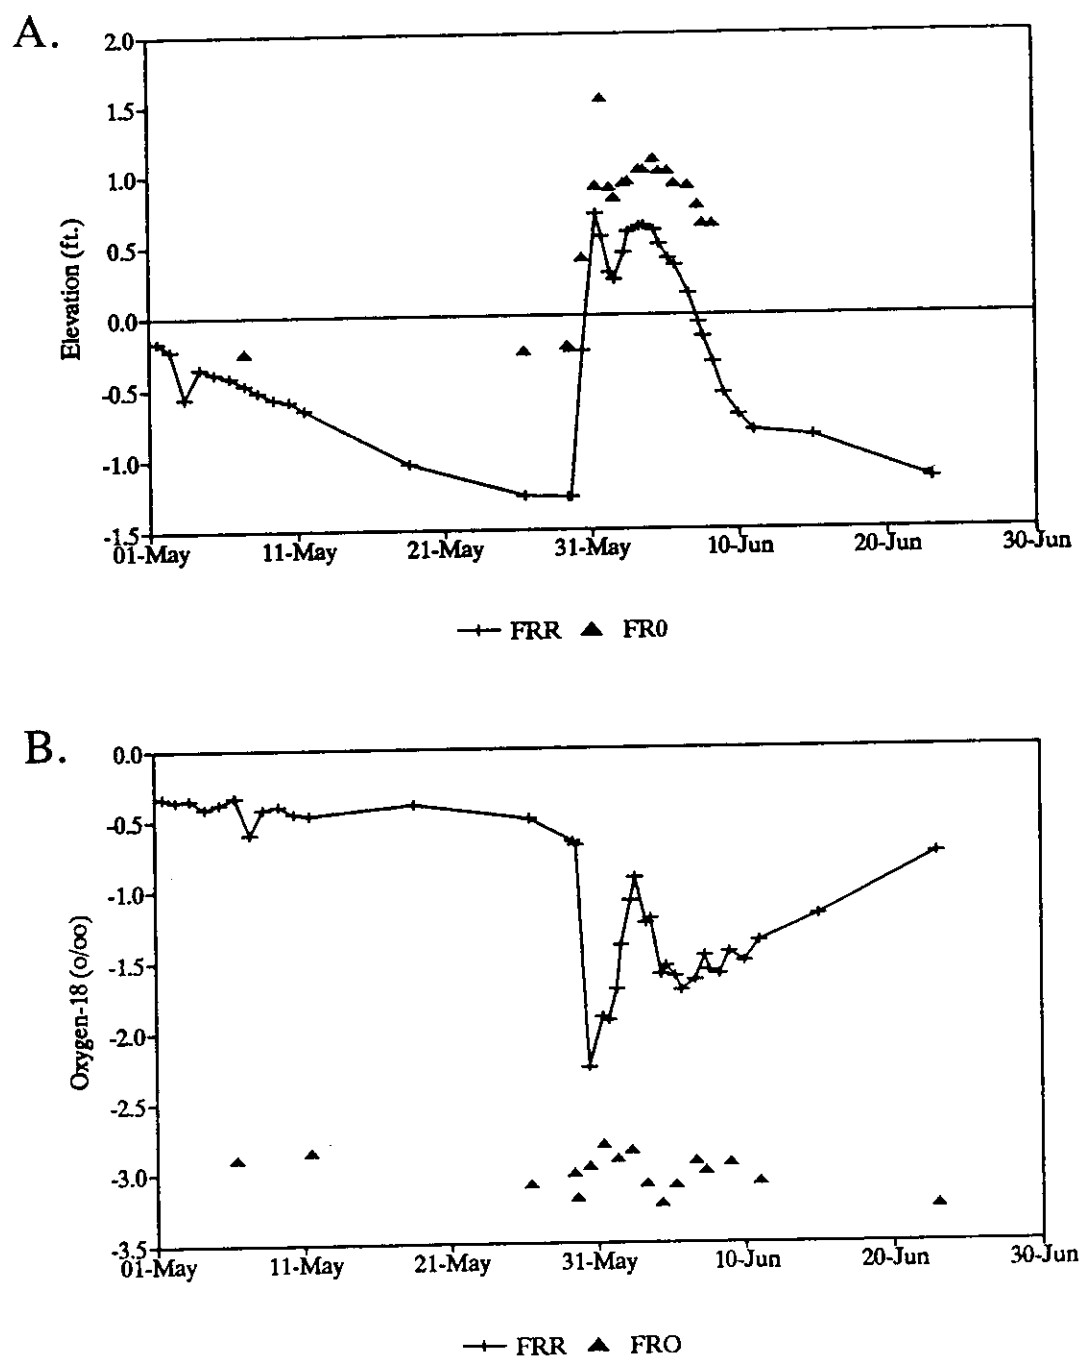 A.
2.0
1.5
1.0
0.5
0.0
-0.5
-1.0
-1.5
Elevation (ft.)
01-May 11-May 21-May 31-May 10-Jun 20-Jun 30-Jun
FRR FR0
B.
0.0
-0.5
-1.0
-1.5
-2.0
-2.5
-3.0
-3.5
Oxygen-18 (o/oo)
01-May 11-May 21-May 31-May 10-Jun 20-Jun 30-Jun
FRR FRO